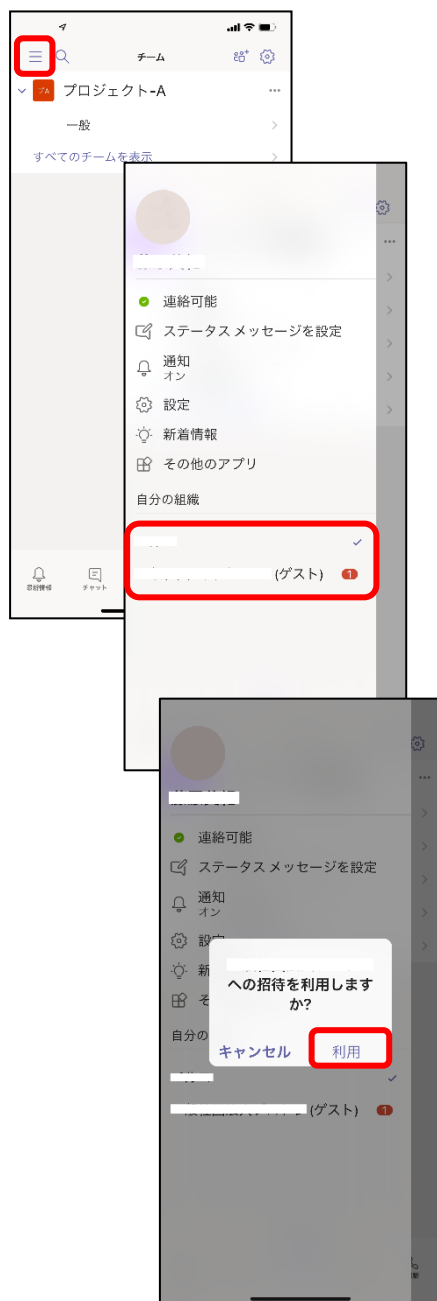 チーム
プA プロジェクト-A
一般
すべてのチームを表示
チャット
連絡可能
ステータス メッセージを設定
通知
オン
設定
新着情報
その他のアプリ
自分の組織
(ゲスト) 1
連絡可能
ステータス メッセージを設定
通知
オン
設
新
そ
への招待を利用します
か?
キャンセル 利用
自分の
(ゲスト) 1